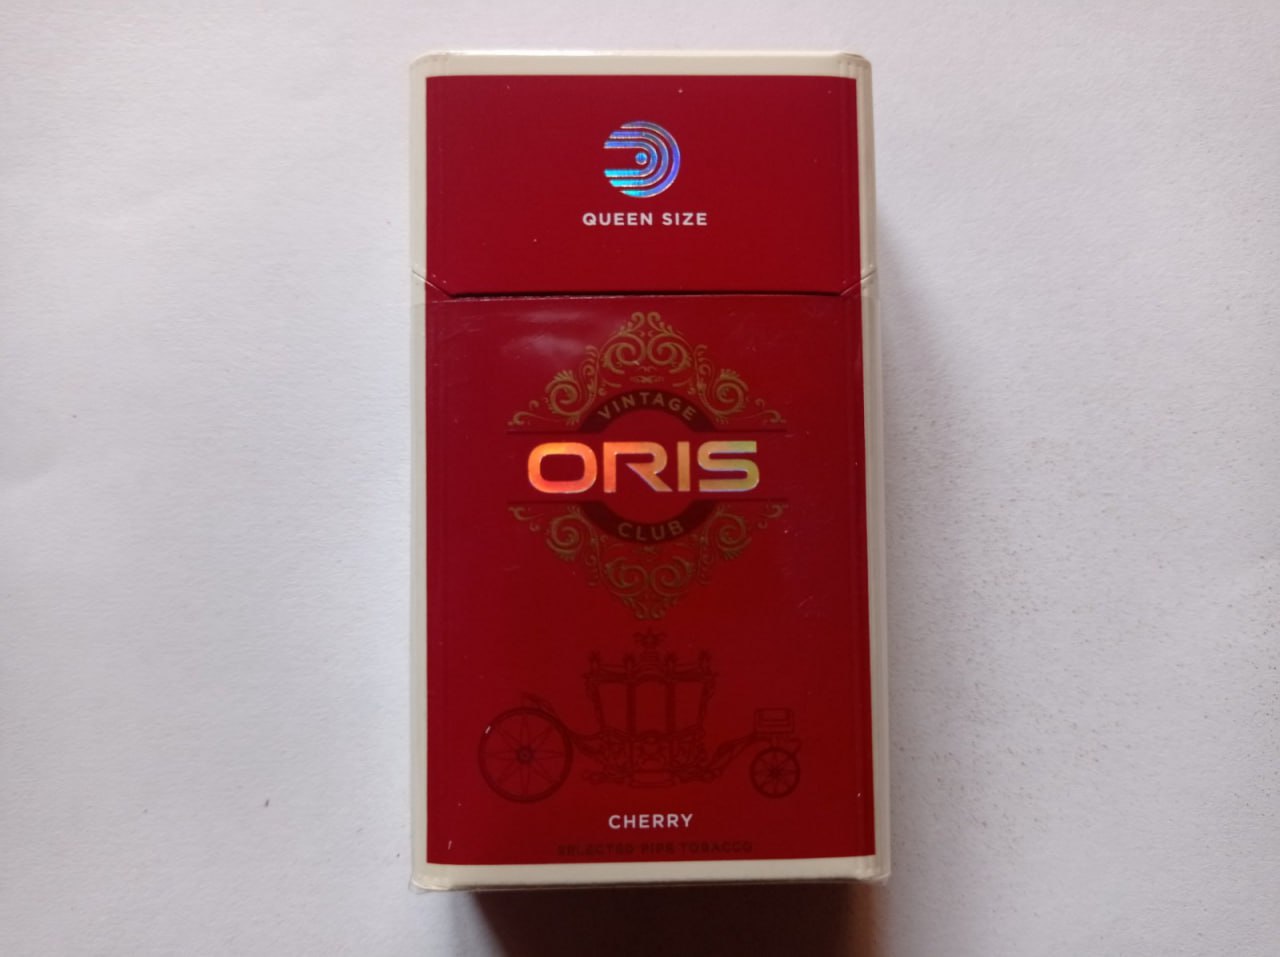 QUEEN SIZE
VINTAGE
ORIS
CLUB
CHERRY
SELECTED PIPE TOBACCO